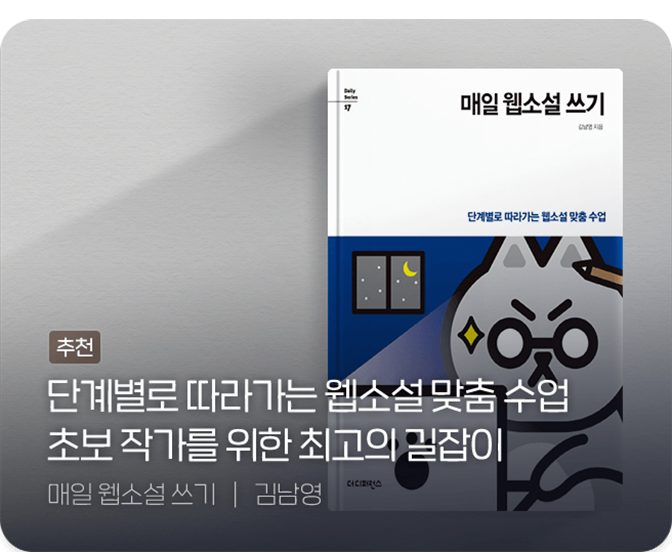 Daily
Series
17
매일 웹소설 쓰기
김남영 지음
단계별로 따라가는 웹소설 맞춤 수업
추천
단계별로 따라가는 웹소설 맞춤 수업
초보 작가를 위한 최고의 길잡이
매일 웹소설 쓰기 | 김남영
더디퍼런스